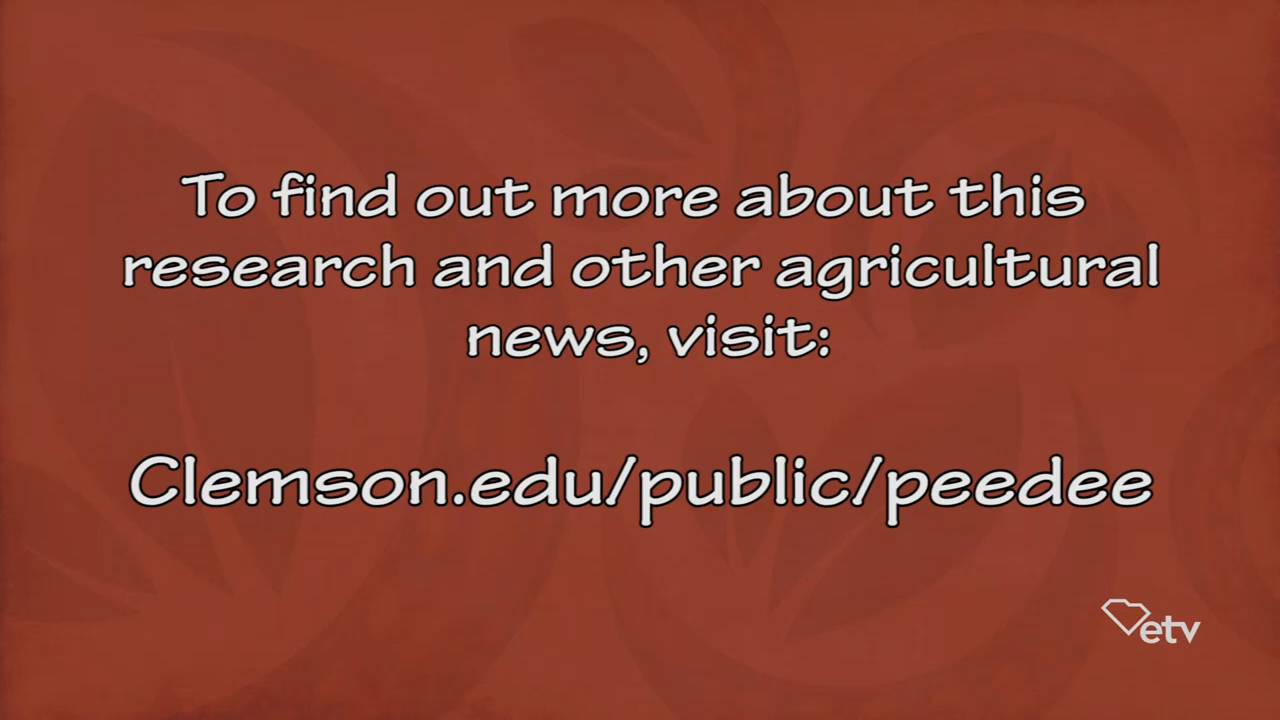 To find out more about this
research and other agricultural
news, visit:
Clemson.edu/public/peedee
etv